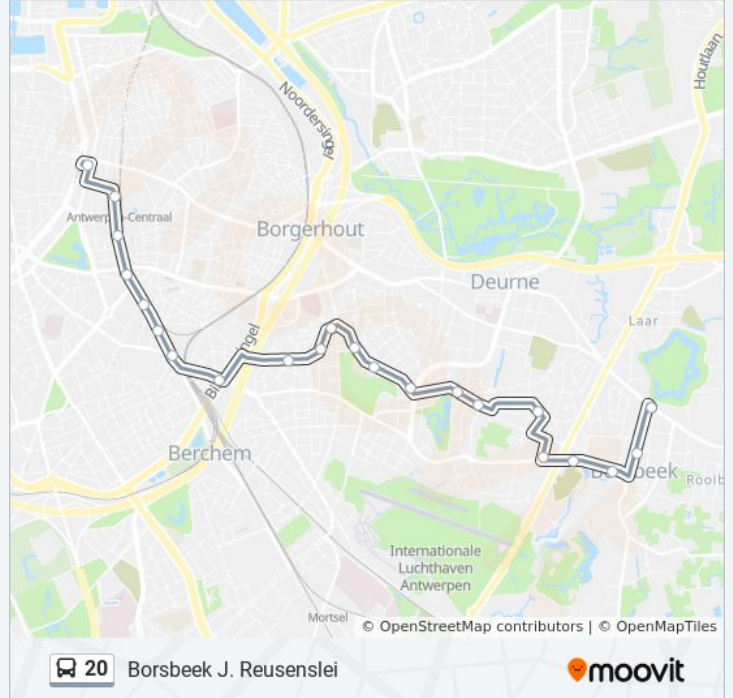 Houtlaan
Noordersingel
Antwerpen-Centraal
Borgerhout
Deurne
Laar
Berchem
Internationale
Luchthaven
Antwerpen
Mortsel
© OpenStreetMap contributors | © OpenMapTiles
20 Borsbeek J. Reusenslei
moovit